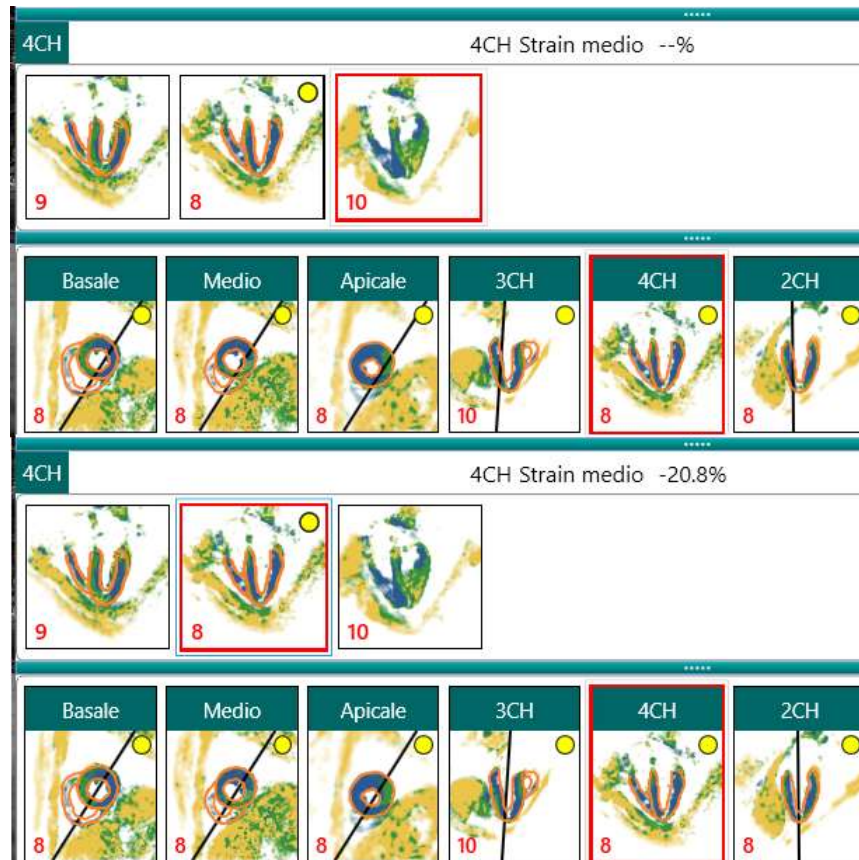 4CH 4CH Strain medio --%
9 8 10
Basale Medio Apicale 3CH 4CH 2CH
8 8 8 10 8 8
4CH 4CH Strain medio -20.8%
9 8 10
Basale Medio Apicale 3CH 4CH 2CH
8 8 8 10 8 8